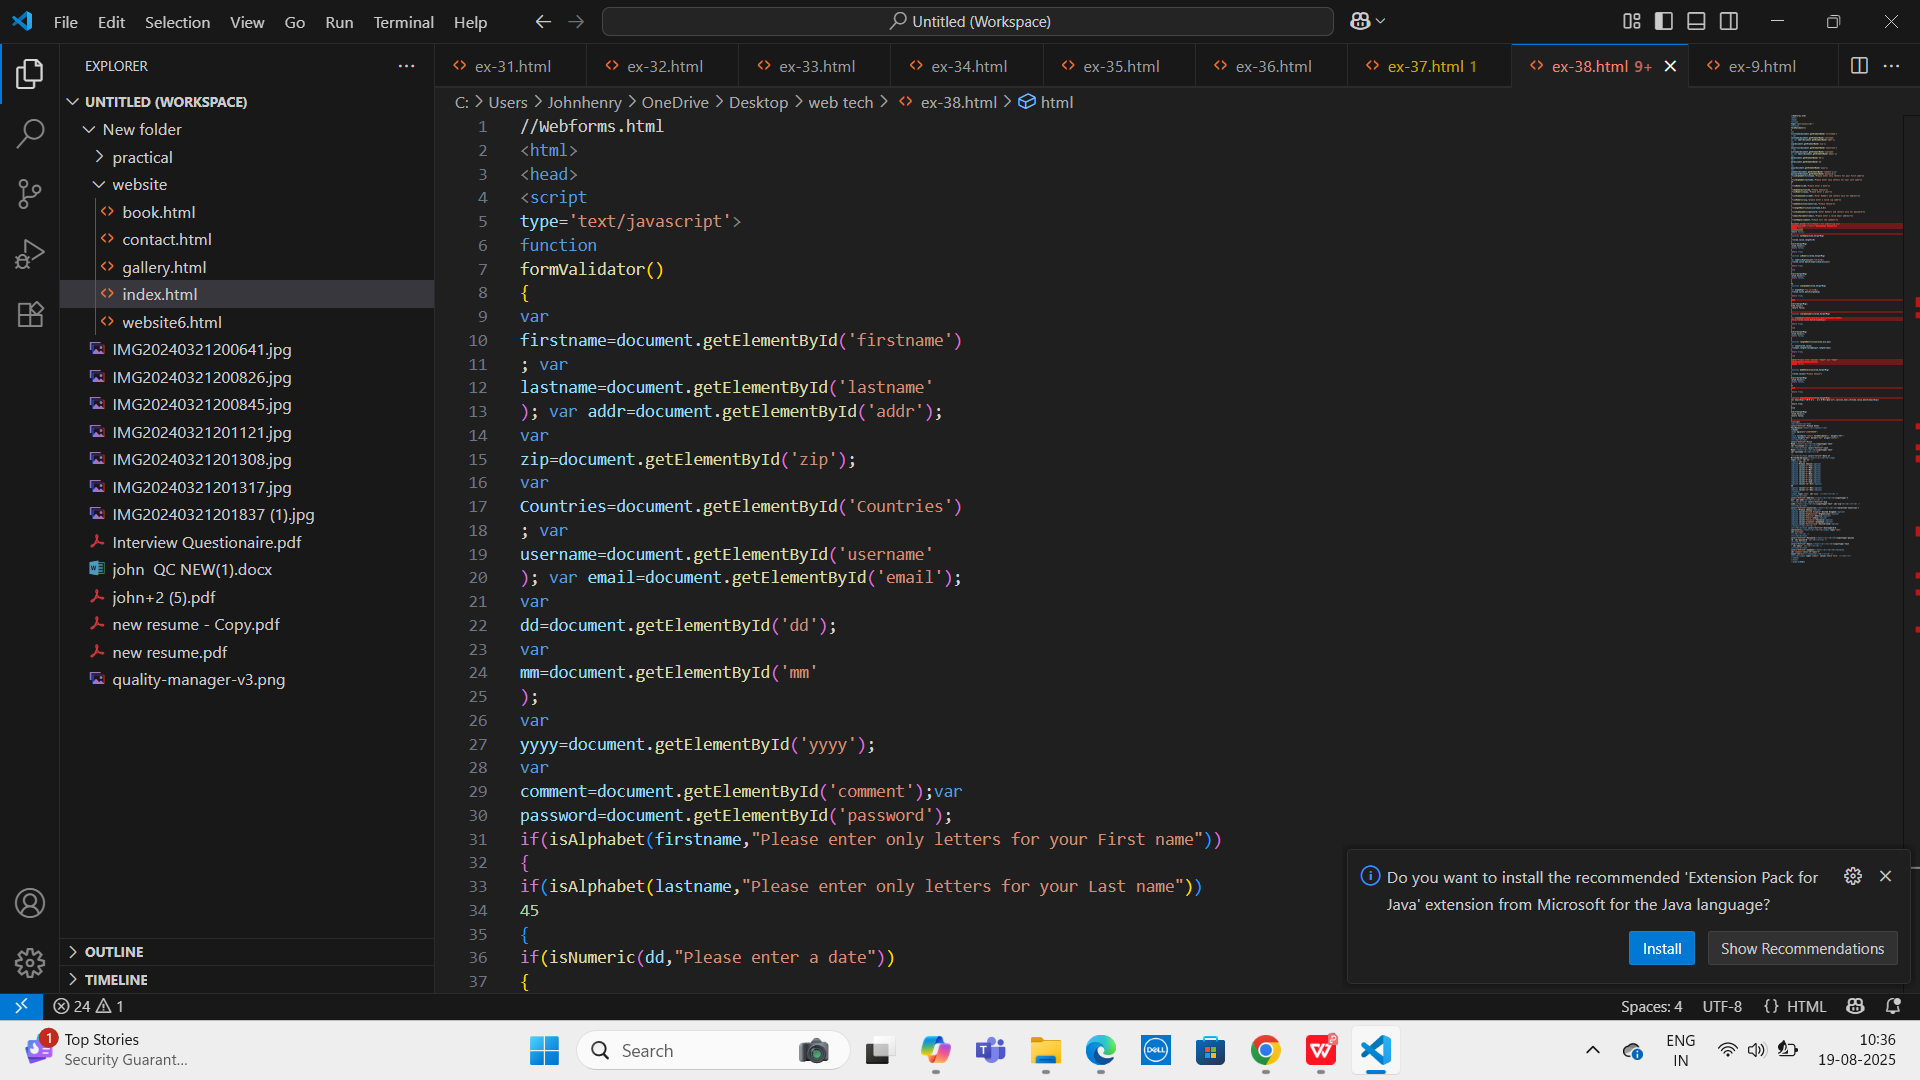 File Edit Selection View Go Run Terminal Help
Untitled (Workspace)
EXPLORER
UNTITLED (WORKSPACE)
New folder
practical
website
book.html
contact.html
gallery.html
index.html
website6.html
IMG20240321200641.jpg
IMG20240321200826.jpg
IMG20240321200845.jpg
IMG20240321201121.jpg
IMG20240321201308.jpg
IMG20240321201317.jpg
IMG20240321201837 (1).jpg
Interview Questionaire.pdf
john QC NEW(1).docx
john+2 (5).pdf
new resume - Copy.pdf
new resume.pdf
quality-manager-v3.png
OUTLINE
TIMELINE
ex-31.html ex-32.html ex-33.html ex-34.html ex-35.html ex-36.html ex-37.html 1 ex-38.html 9+ ex-9.html
C: > Users > Johnhenry > OneDrive > Desktop > web tech > ex-38.html > html
1 //Webforms.html
2 <html>
3 <head>
4 <script
5 type='text/javascript'>
6 function
7 formValidator()
8 {
9 var
10 firstname=document.getElementById('firstname')
11 ; var
12 lastname=document.getElementById('lastname'
13 ); var addr=document.getElementById('addr');
14 var
15 zip=document.getElementById('zip');
16 var
17 Countries=document.getElementById('Countries')
18 ; var
19 username=document.getElementById('username'
20 ); var email=document.getElementById('email');
21 var
22 dd=document.getElementById('dd');
23 var
24 mm=document.getElementById('mm'
25 );
26 var
27 yyyy=document.getElementById('yyyy');
28 var
29 comment=document.getElementById('comment');var
30 password=document.getElementById('password');
31 if(isAlphabet(firstname,"Please enter only letters for your First name"))
32 {
33 if(isAlphabet(lastname,"Please enter only letters for your Last name"))
34 45
35 {
36 if(isNumeric(dd,"Please enter a date"))
37 {
Do you want to install the recommended 'Extension Pack for
Java' extension from Microsoft for the Java language?
Install Show Recommendations
24 1
Spaces: 4 UTF-8 {} HTML
1
Top Stories
Security Guarant...
Search
DELL
ENG
IN
10:36
19-08-2025